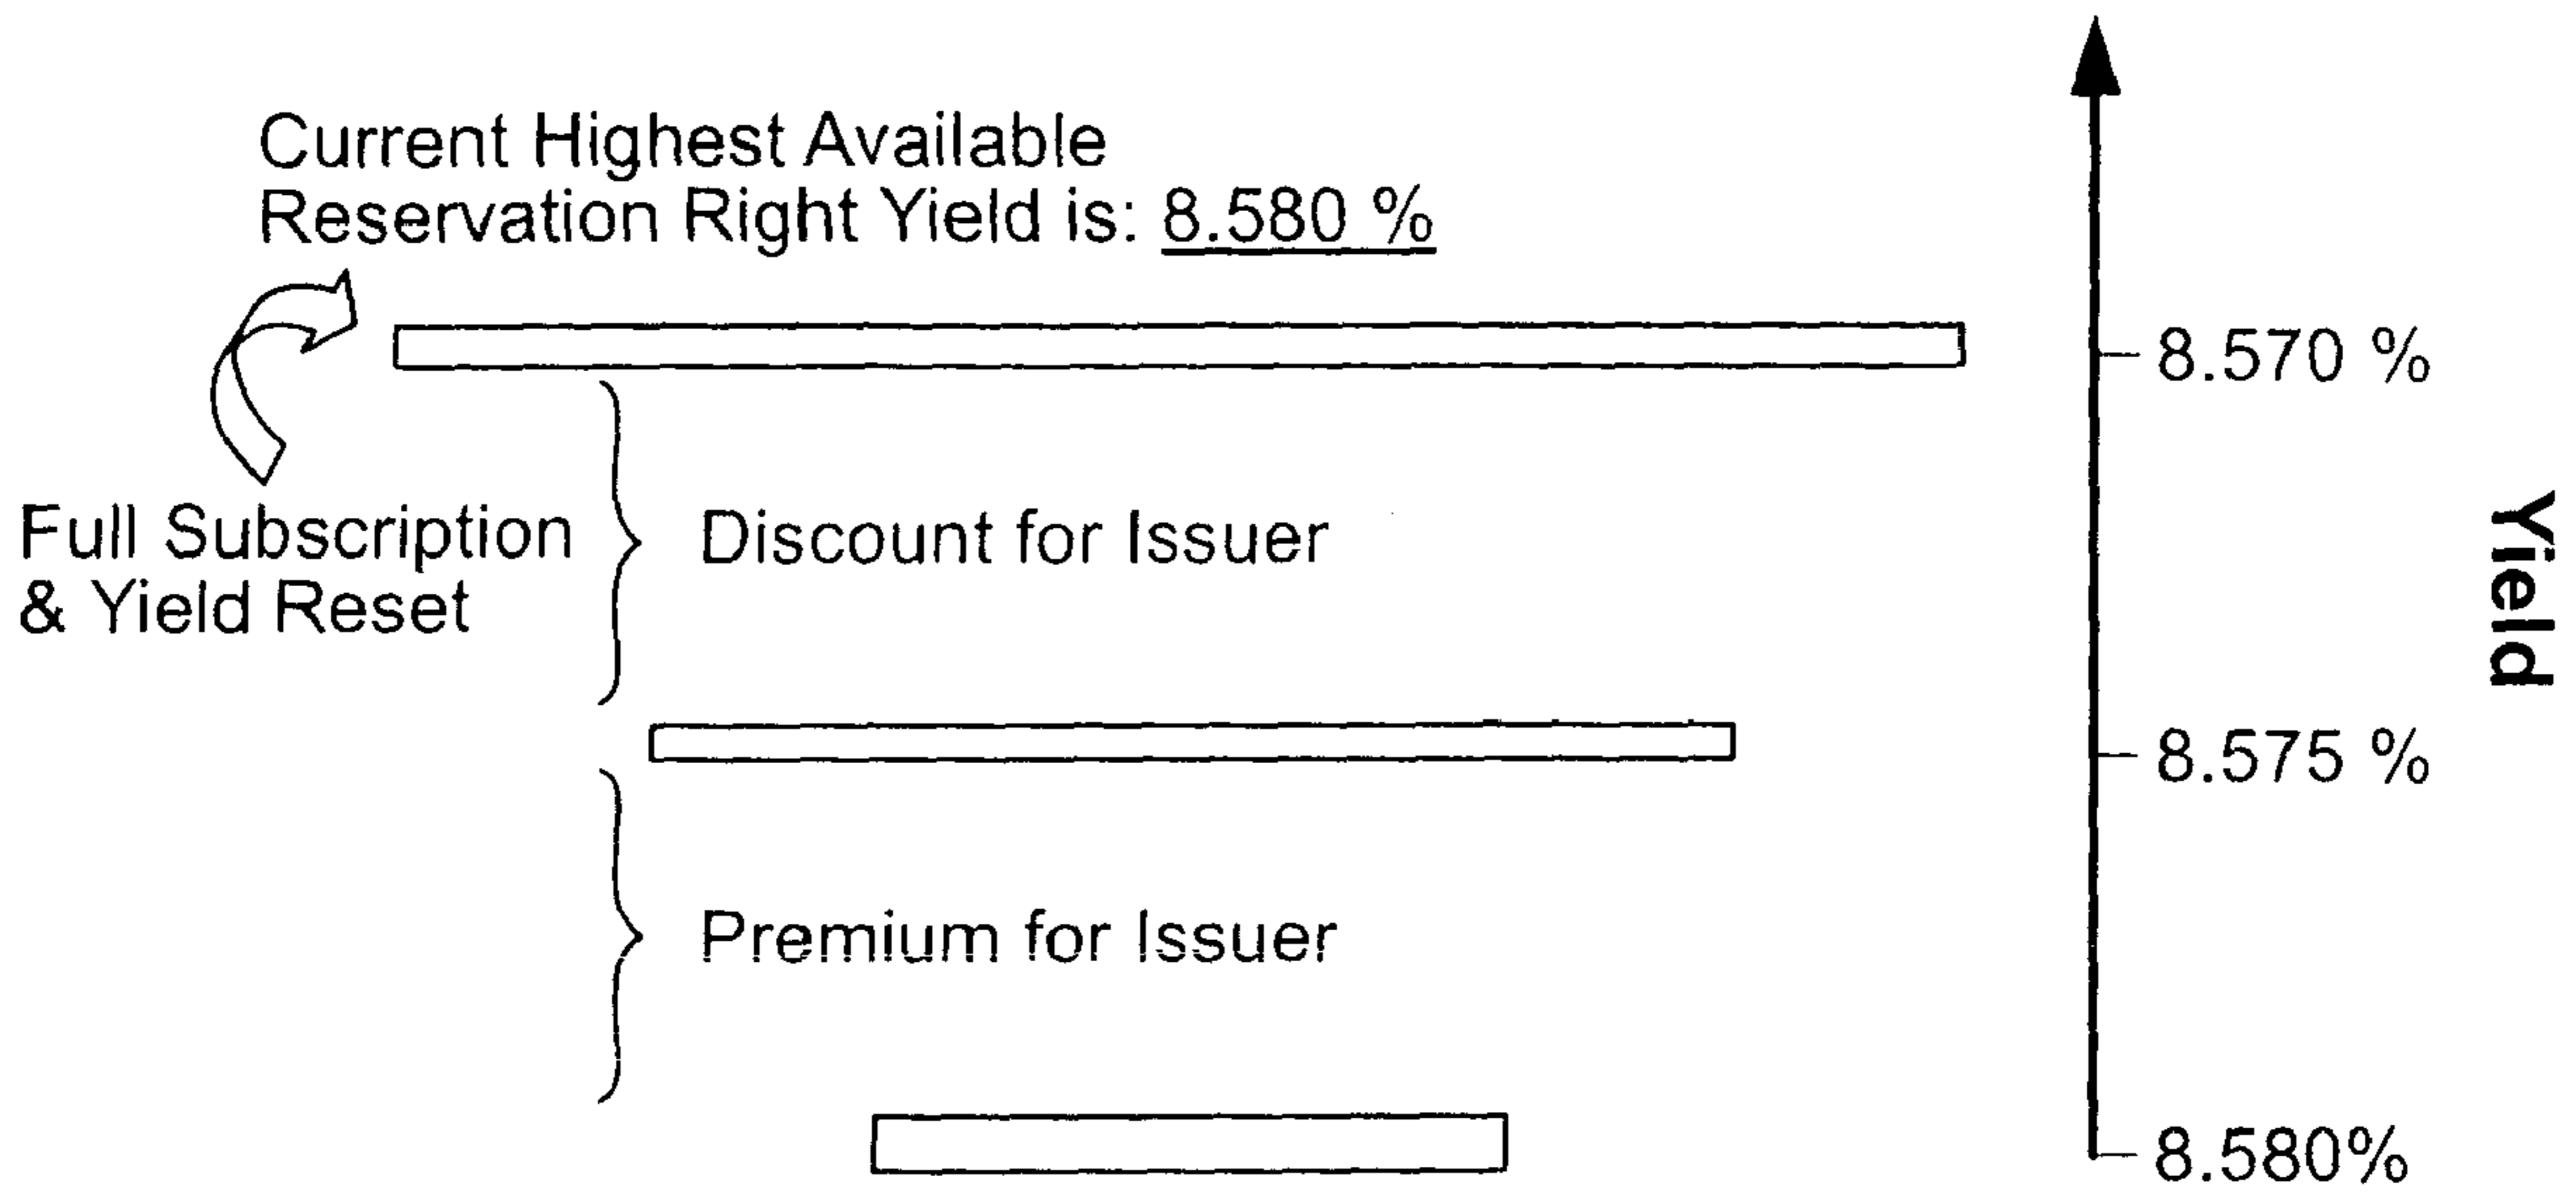 Current Highest Available
Reservation Right Yield is: 8.580 %
8.570 %
Full Subscription
& Yield Reset
Discount for Issuer
Yield
8.575 %
Premium for Issuer
8.580%